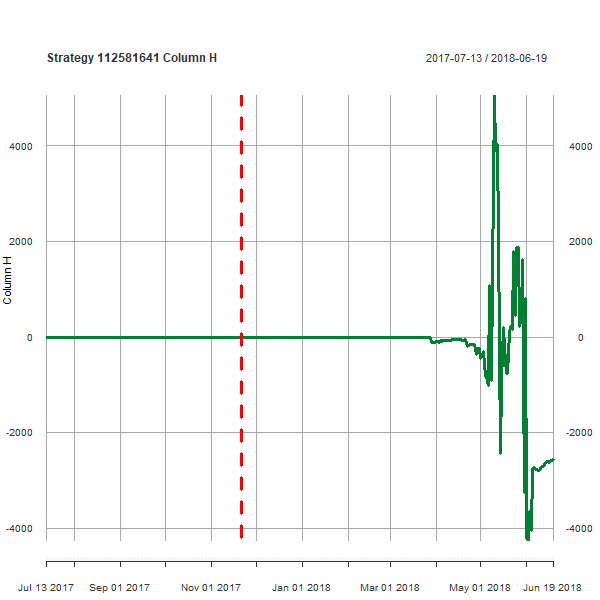 Strategy 112581641 Column H
2017-07-13 / 2018-06-19
4000 4000
2000 2000
0 0
-2000 -2000
-4000 -4000
Column H
Jul 13 2017 Sep 01 2017 Nov 01 2017 Jan 01 2018 Mar 01 2018 May 01 2018 Jun 19 2018